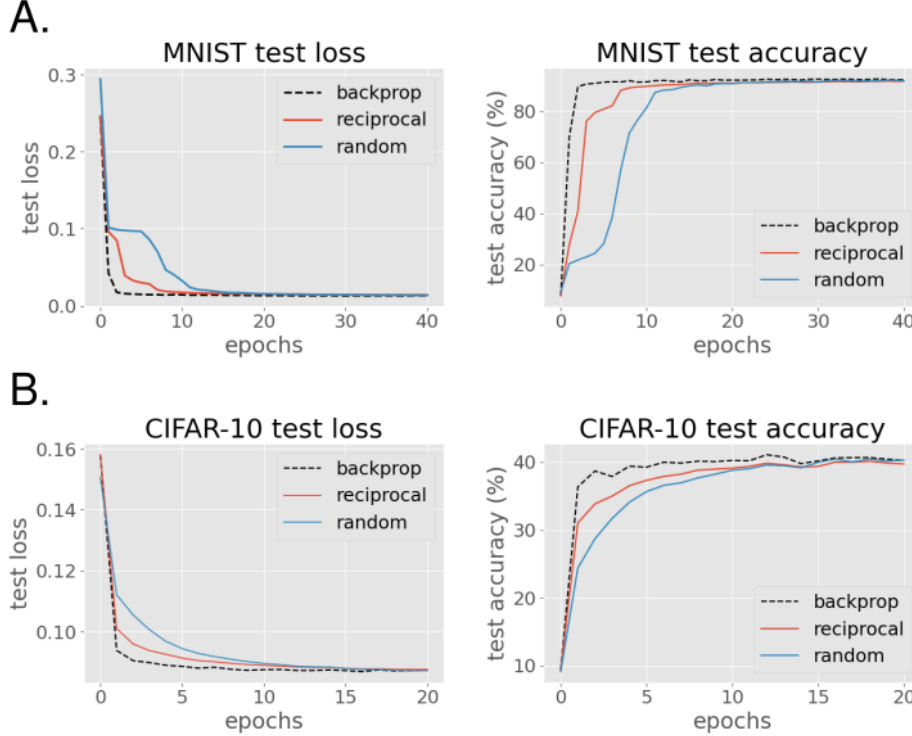 A.
MNIST test loss
0.3
0.2
0.1
0.0
test loss
backprop
reciprocal
random
0 10 20 30 40
epochs
MNIST test accuracy
80
60
40
20
test accuracy (%)
backprop
reciprocal
random
0 10 20 30 40
epochs
B.
CIFAR-10 test loss
0.16
0.14
0.12
0.10
test loss
backprop
reciprocal
random
0 5 10 15 20
epochs
CIFAR-10 test accuracy
40
30
20
10
test accuracy (%)
backprop
reciprocal
random
0 5 10 15 20
epochs